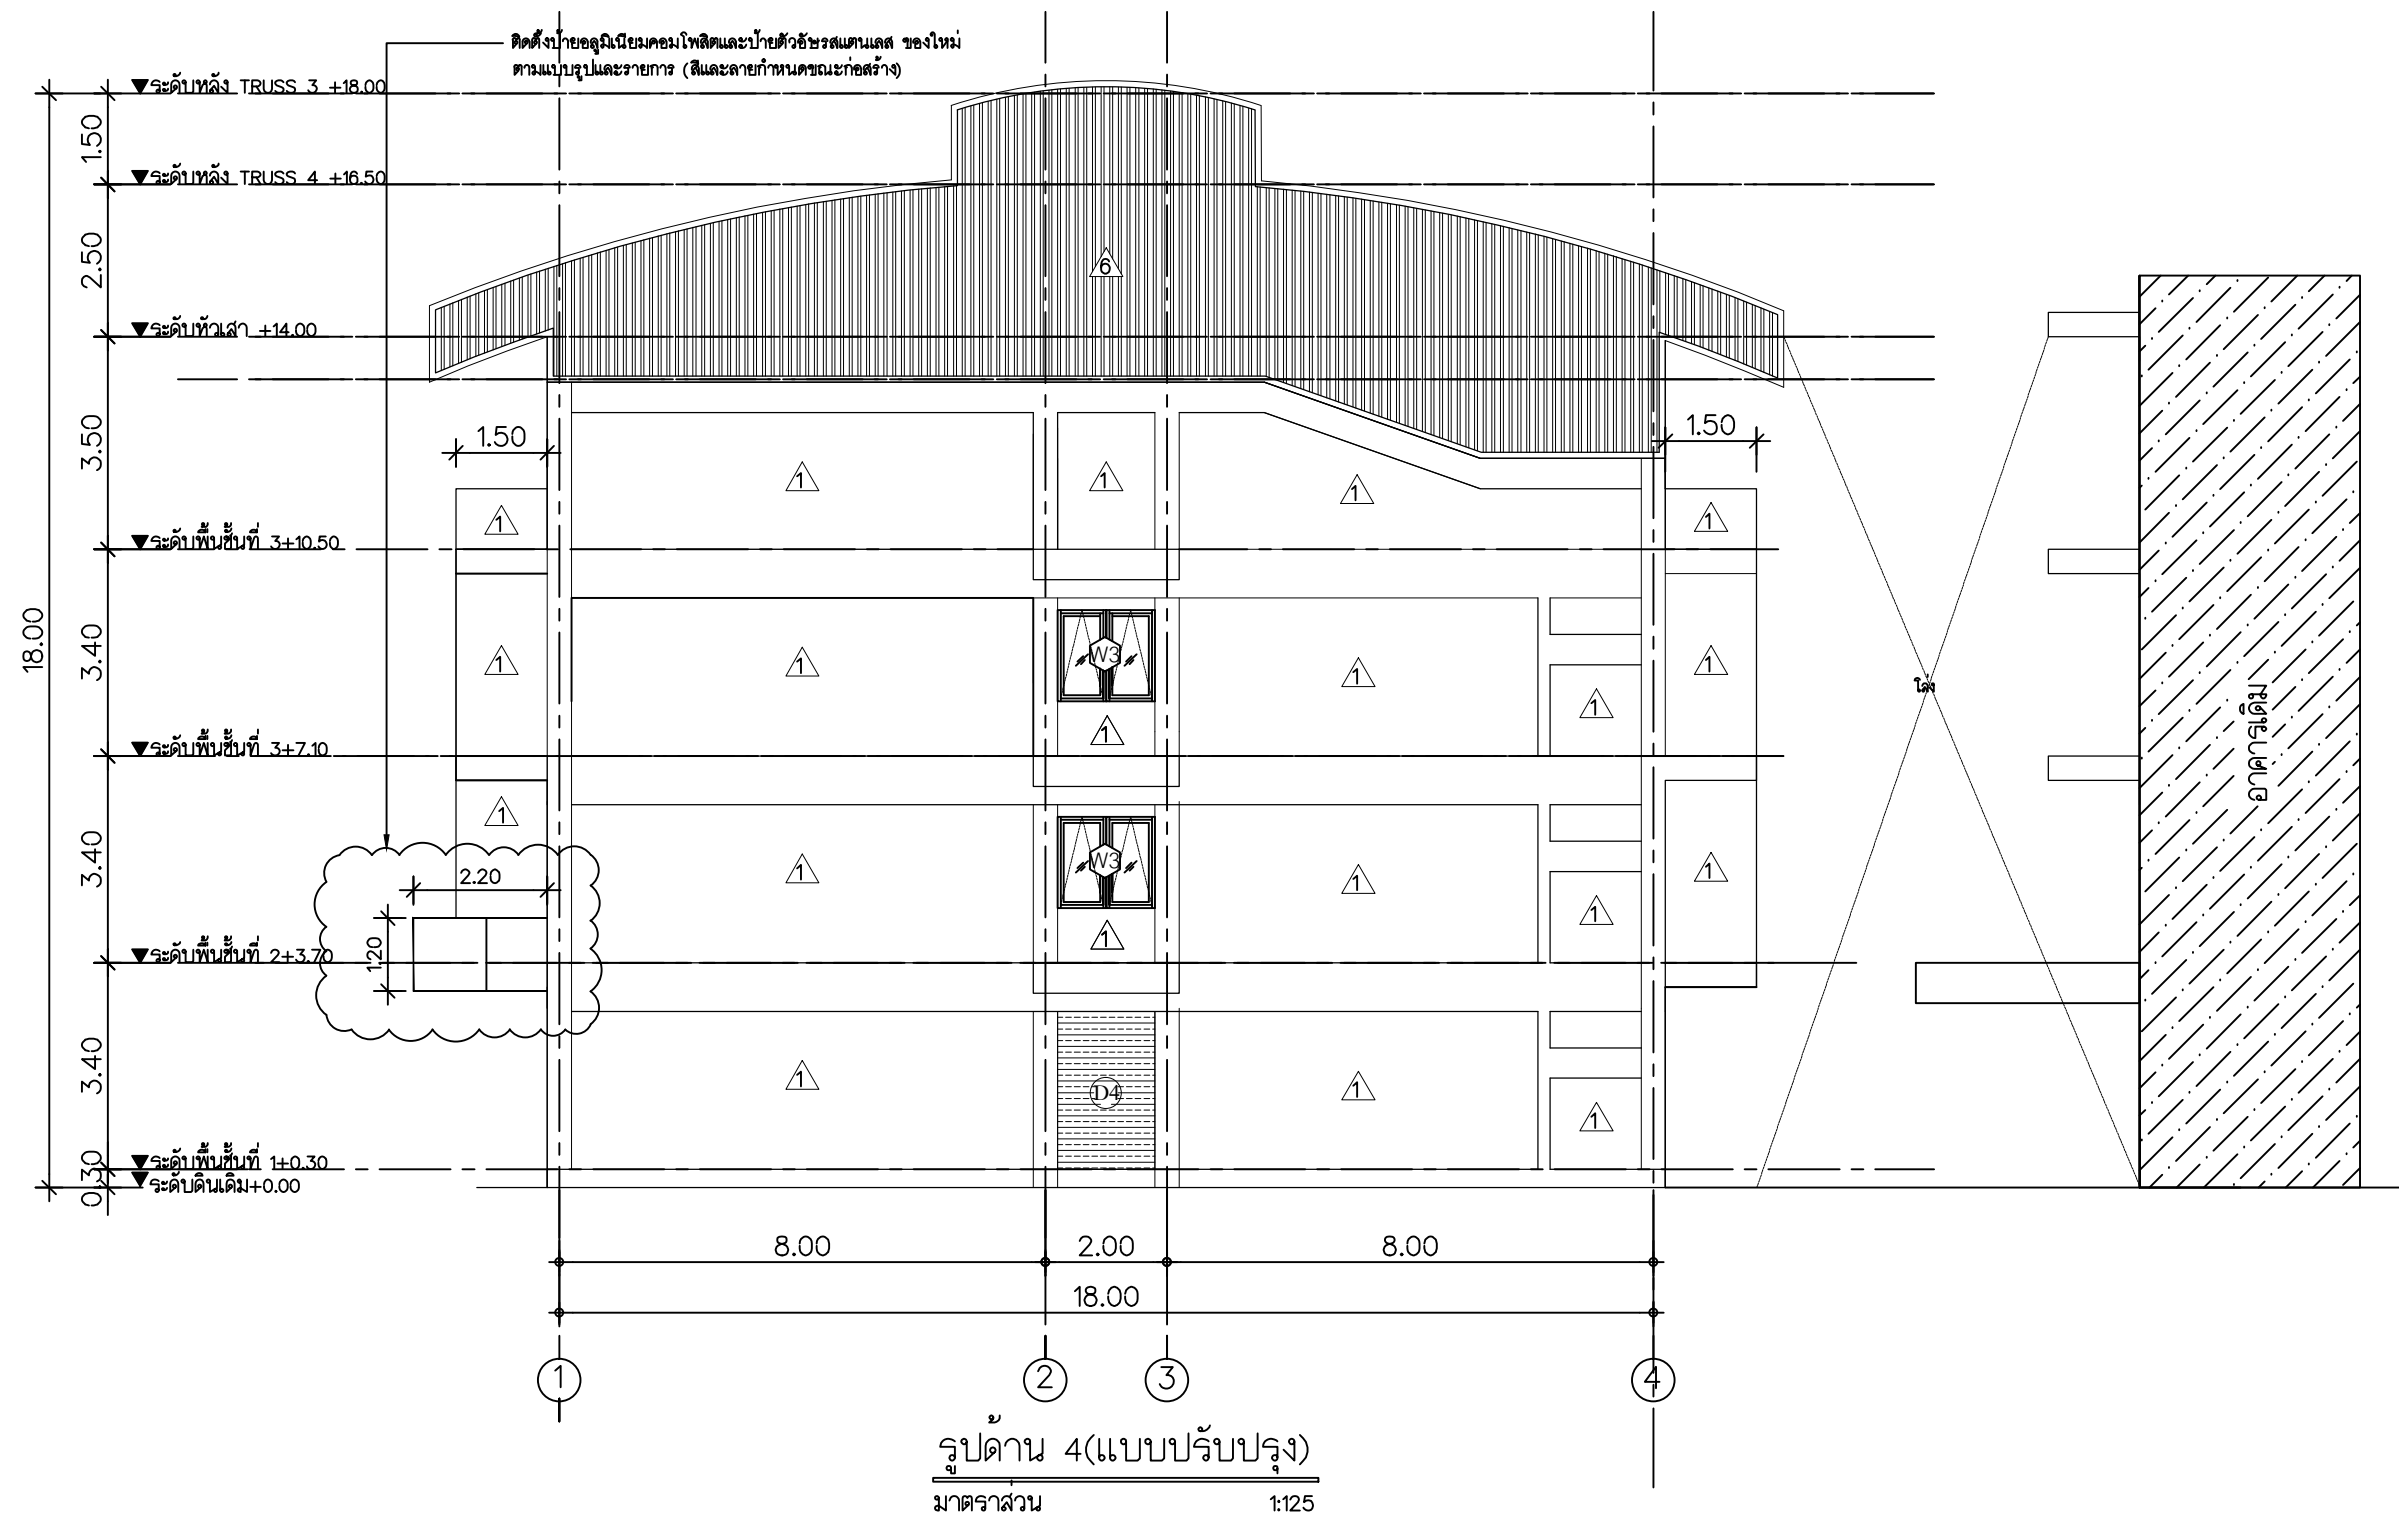 ติดตั้งป้ายอลูมิเนียมคอมโพสิตและป้ายตัวอัษรสแตนเลส ของใหม่
ตามแบบรูปและรายการ (สีและลายกำหนดขณะก่อสร้าง)
ระดับหลัง TRUSS 3 +18.00
1.50
ระดับหลัง TRUSS 4 +16.50
2.50
6
ระดับหัวเสา +14.00
3.50
1.50
1.50
1
1
1
1
1
ระดับพื้นชั้นที่ 3+10.50
18.00
3.40
1
1
W3
1
1
1
1
โล่ง
อาคารเดิม
ระดับพื้นชั้นที่ 3+7.10
3.40
1
1
W3
1
1
1
1
2.20
1.20
ระดับพื้นชั้นที่ 2+3.70
3.40
1
D4
1
1
ระดับพื้นชั้นที่ 1+0.30
0.30
ระดับดินเดิม+0.00
8.00 2.00 8.00
18.00
1 2 3 4
รูปด้าน 4(แบบปรับปรุง)
มาตราส่วน 1:125